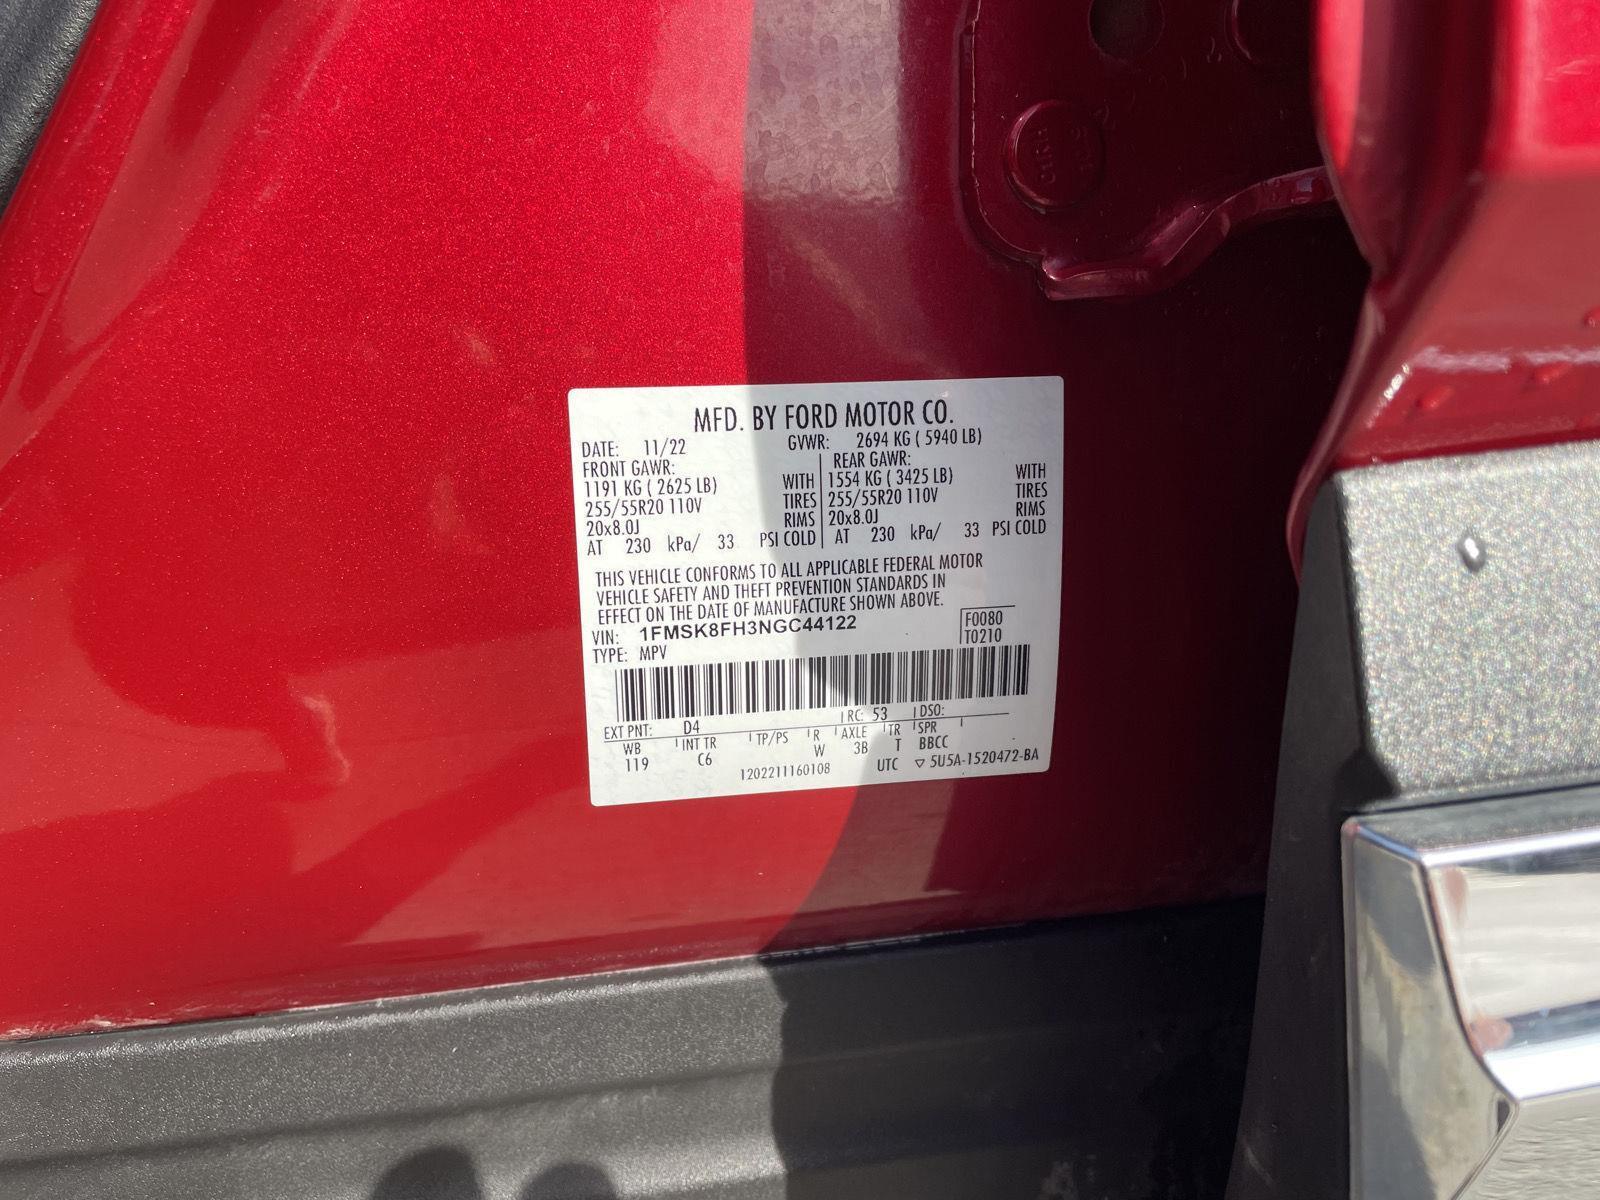 MFD. BY FORD MOTOR CO.
DATE: 11/22 GVWR: 2694 KG ( 5940 LB)
FRONT GAWR: REAR GAWR:
1191 KG ( 2625 LB) WITH 1554 KG ( 3425 LB) WITH
255/55R20 110V TIRES 255/55R20 110V TIRES
20x8.0J RIMS 20x8.0J RIMS
AT 230 kPa/ 33 PSI COLD AT 230 kPa/ 33 PSI COLD
THIS VEHICLE CONFORMS TO ALL APPLICABLE FEDERAL MOTOR
VEHICLE SAFETY AND THEFT PREVENTION STANDARDS IN
EFFECT ON THE DATE OF MANUFACTURE SHOWN ABOVE.
VIN: 1FMSK8FH3NGC44122 F0080
TYPE: MPV T0210
EXT PNT: D4 RC: 53 DSO:
WB INT TR TP/PS R AXLE TR SPR
119 C6 W 3B T BBCC
1202211160108 UTC ▽ 5U5A-1520472-BA